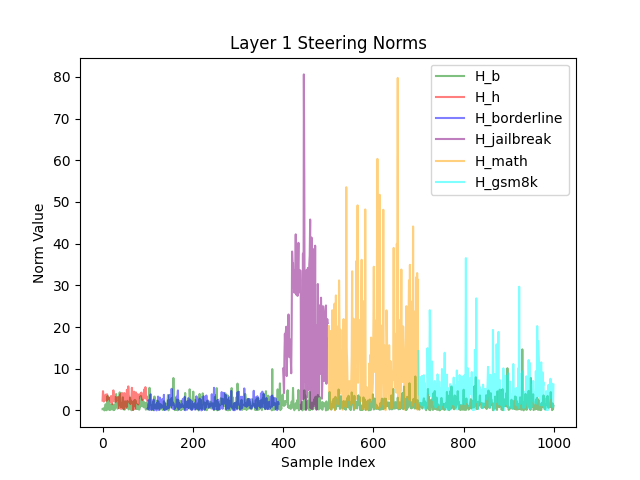 Layer 1 Steering Norms
H_b
H_h
H_borderline
H_jailbreak
H_math
H_gsm8k
Norm Value
80
70
60
50
40
30
20
10
0
0 200 400 600 800 1000
Sample Index